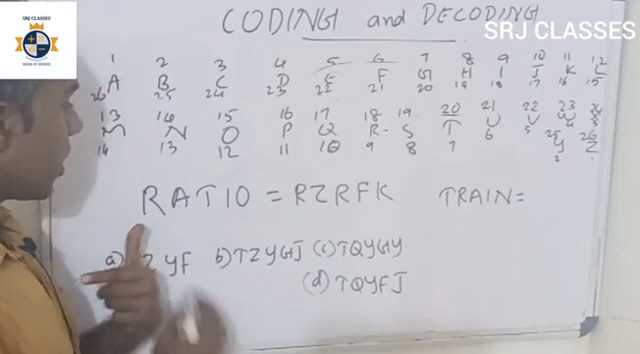 SRJ CLASSES
CODING and DECODING
SRJ CLASSES
1 2 3 4 5 6 7 8 9 10 11 12
A B C D E F G H I J K L
26 25 24 23 22 21 20 19 18 17 16 15
13 14 15 16 17 18 19 20 21 22 23 24
M N O P Q R S T U V W X
14 13 12 11 10 9 8 7 6 5 4 3
25 26
Y Z
2
RATIO = RZRFK TRAIN=
a) YF b) TZYGJ (c) TQYGY
(d) TQYFJ